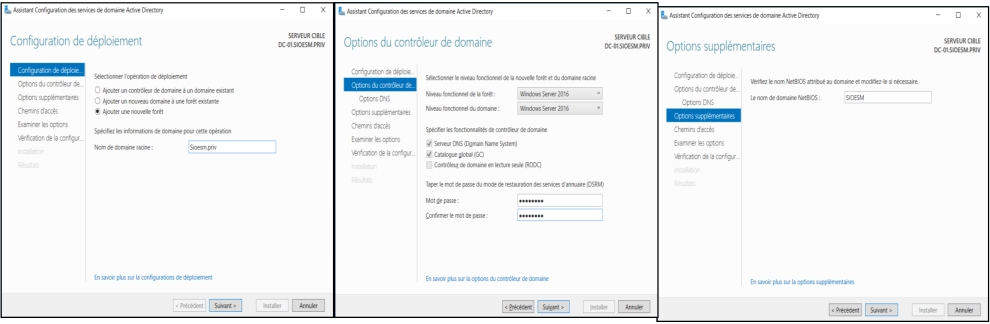 Assistant Configuration des services de domaine Active Directory
Configuration de déploiement
SERVEUR CIBLE
DC-01.SIOESM.PRIV
Configuration de déploie...
Options du contrôleur de...
Options supplémentaires
Chemins d'accès
Examiner les options
Vérification de la configur...
Installation
Résultats
Sélectionner l'opération de déploiement
Ajouter un contrôleur de domaine à un domaine existant
Ajouter un nouveau domaine à une forêt existante
Ajouter une nouvelle forêt
Spécifiez les informations de domaine pour cette opération
Nom de domaine racine : Sioesm.priv
En savoir plus sur la configurations de déploiement
< Précédent Suivant > Installer Annuler
Assistant Configuration des services de domaine Active Directory
Options du contrôleur de domaine
SERVEUR CIBLE
DC-01.SIOESM.PRIV
Configuration de déploie...
Options du contrôleur de...
Options DNS
Options supplémentaires
Chemins d'accès
Examiner les options
Vérification de la configur...
Installation
Résultats
Sélectionner le niveau fonctionnel de la nouvelle forêt et du domaine racine
Niveau fonctionnel de la forêt : Windows Server 2016
Niveau fonctionnel du domaine : Windows Server 2016
Spécifier les fonctionnalités de contrôleur de domaine
Serveur DNS (Domain Name System)
Catalogue global (GC)
Contrôleur de domaine en lecture seule (RODC)
Taper le mot de passe du mode de restauration des services d'annuaire (DSRM)
Mot de passe : ••••••••
Confirmer le mot de passe : ••••••••
En savoir plus sur la options du contrôleur de domaine
< Précédent Suivant > Installer Annuler
Assistant Configuration des services de domaine Active Directory
Options supplémentaires
SERVEUR CIBLE
DC-01.SIOESM.PRIV
Configuration de déploie...
Options du contrôleur de...
Options DNS
Options supplémentaires
Chemins d'accès
Examiner les options
Vérification de la configur...
Installation
Résultats
Vérifiez le nom NetBIOS attribué au domaine et modifiez-le si nécessaire.
Le nom de domaine NetBIOS : SIOESM
En savoir plus sur la options supplémentaires
< Précédent Suivant > Installer Annuler